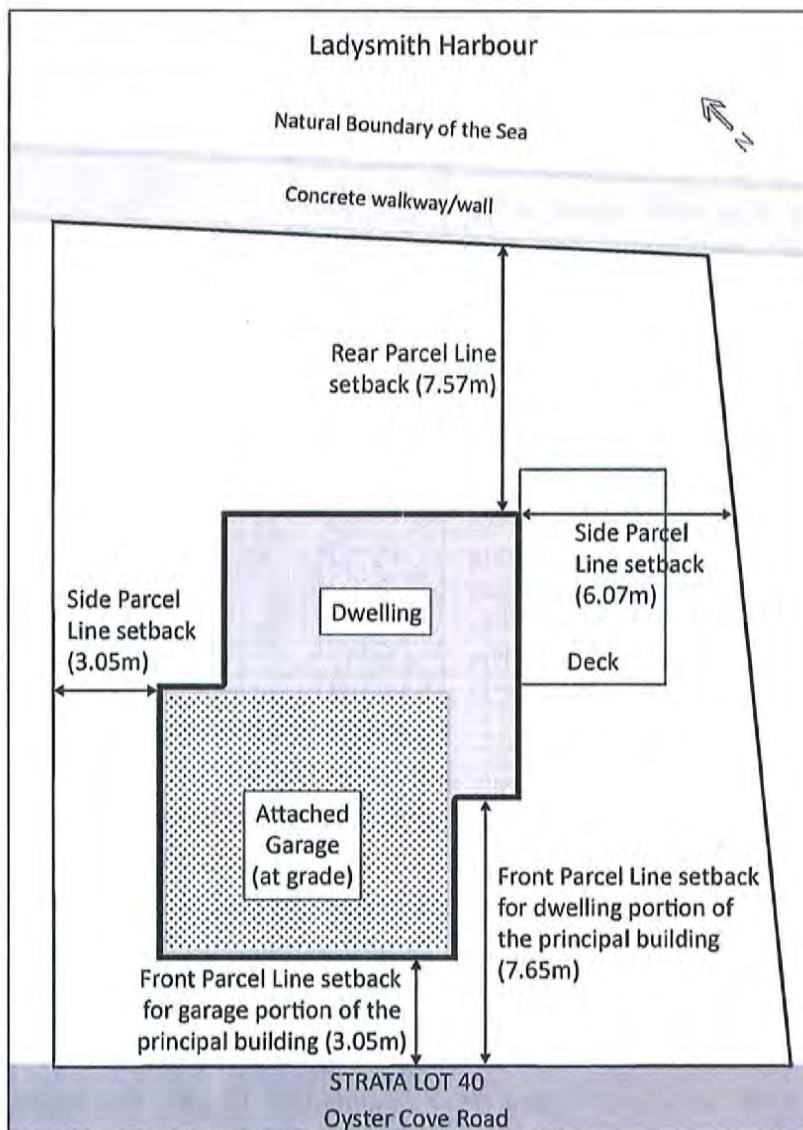 Ladysmith Harbour
N
Natural Boundary of the Sea
Concrete walkway/wall
Rear Parcel Line
setback (7.57m)
Side Parcel
Line setback
(6.07m)
Dwelling
Side Parcel
Line setback
(3.05m)
Deck
Attached
Garage
(at grade)
Front Parcel Line setback
for dwelling portion of
the principal building
(7.65m)
Front Parcel Line setback
for garage portion of the
principal building (3.05m)
STRATA LOT 40
Oyster Cove Road